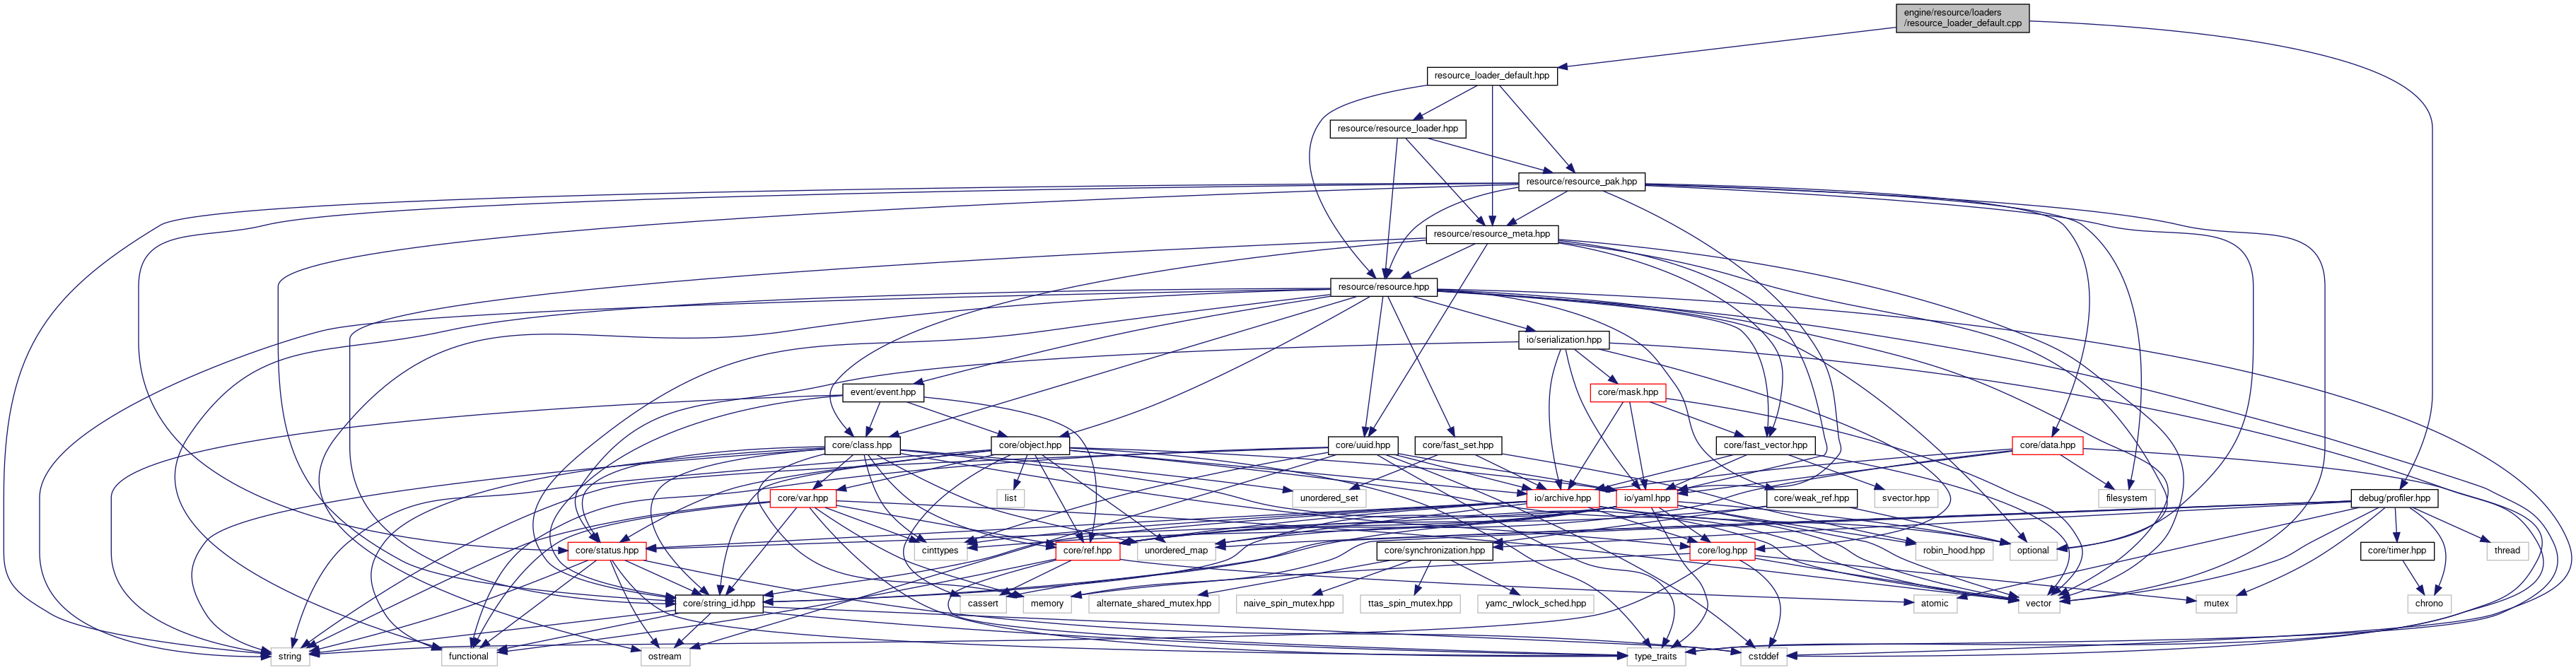 engine/resource/loaders
/resource_loader_default.cpp
resource_loader_default.hpp
resource/resource_loader.hpp
resource/resource_pak.hpp
resource/resource_meta.hpp
resource/resource.hpp
io/serialization.hpp
event/event.hpp
core/mask.hpp
core/class.hpp
core/object.hpp
core/uuid.hpp
core/fast_set.hpp
core/fast_vector.hpp
core/data.hpp
core/var.hpp
list
unordered_set
io/archive.hpp
io/yaml.hpp
core/weak_ref.hpp
svector.hpp
filesystem
debug/profiler.hpp
core/status.hpp
cinttypes
core/ref.hpp
unordered_map
core/synchronization.hpp
core/log.hpp
robin_hood.hpp
optional
core/timer.hpp
thread
core/string_id.hpp
cassert
memory
alternate_shared_mutex.hpp
naive_spin_mutex.hpp
ttas_spin_mutex.hpp
yamc_rwlock_sched.hpp
atomic
vector
mutex
chrono
string
functional
ostream
type_traits
cstddef